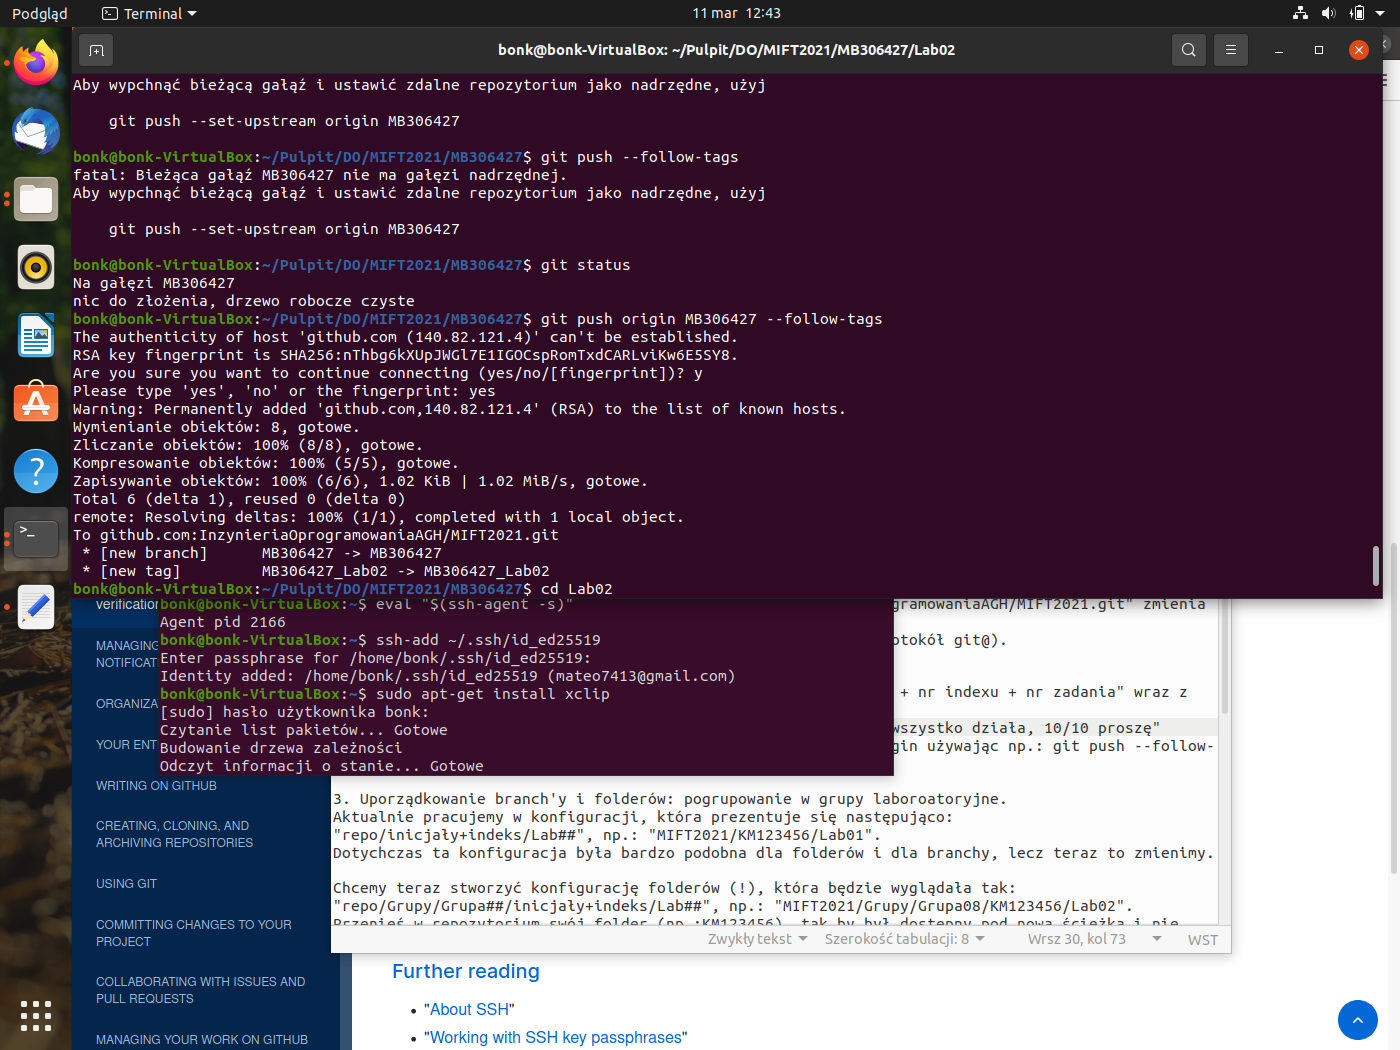 Podgląd
Terminal
11 mar 12:43
bonk@bonk-VirtualBox: ~/Pulpit/DO/MIFT2021/MB306427/Lab02
Aby wypchnąć bieżącą gałąź i ustawić zdalne repozytorium jako nadrzędne, użyj
git push --set-upstream origin MB306427
bonk@bonk-VirtualBox:~/Pulpit/DO/MIFT2021/MB306427$ git push --follow-tags
fatal: Bieżąca gałąź MB306427 nie ma gałęzi nadrzędnej.
Aby wypchnąć bieżącą gałąź i ustawić zdalne repozytorium jako nadrzędne, użyj
git push --set-upstream origin MB306427
bonk@bonk-VirtualBox:~/Pulpit/DO/MIFT2021/MB306427$ git status
Na gałęzi MB306427
nic do złożenia, drzewo robocze czyste
bonk@bonk-VirtualBox:~/Pulpit/DO/MIFT2021/MB306427$ git push origin MB306427 --follow-tags
The authenticity of host 'github.com (140.82.121.4)' can't be established.
RSA key fingerprint is SHA256:nThbg6kXUpJWGl7E1IGOCspRomTxdCARLviKw6E5SY8.
Are you sure you want to continue connecting (yes/no/[fingerprint])? y
Please type 'yes', 'no' or the fingerprint: yes
Warning: Permanently added 'github.com,140.82.121.4' (RSA) to the list of known hosts.
Wymienianie obiektów: 8, gotowe.
Zliczanie obiektów: 100% (8/8), gotowe.
Kompresowanie obiektów: 100% (5/5), gotowe.
Zapisywanie obiektów: 100% (6/6), 1.02 KiB | 1.02 MiB/s, gotowe.
Total 6 (delta 1), reused 0 (delta 0)
remote: Resolving deltas: 100% (1/1), completed with 1 local object.
To github.com:InzynieriaOprogramowaniaAGH/MIFT2021.git
* [new branch] MB306427 -> MB306427
* [new tag] MB306427_Lab02 -> MB306427_Lab02
bonk@bonk-VirtualBox:~/Pulpit/DO/MIFT2021/MB306427$ cd Lab02
bonk@bonk-VirtualBox:~$ eval "$(ssh-agent -s)"
Agent pid 2166
bonk@bonk-VirtualBox:~$ ssh-add ~/.ssh/id_ed25519
Enter passphrase for /home/bonk/.ssh/id_ed25519:
Identity added: /home/bonk/.ssh/id_ed25519 (mateo7413@gmail.com)
bonk@bonk-VirtualBox:~$ sudo apt-get install xclip
[sudo] hasło użytkownika bonk:
Czytanie list pakietów... Gotowe
Budowanie drzewa zależności
Odczyt informacji o stanie... Gotowe
gramowaniaAGH/MIFT2021.git" zmienia
otokół git@).
+ nr indexu + nr zadania" wraz z
wszystko działa, 10/10 proszę"
gin używając np.: git push --follow-
3. Uporządkowanie branch'y i folderów: pogrupowanie w grupy laboroatoryjne.
Aktualnie pracujemy w konfiguracji, która prezentuje się następująco:
"repo/inicjały+indeks/Lab##", np.: "MIFT2021/KM123456/Lab01".
Dotychczas ta konfiguracja była bardzo podobna dla folderów i dla branchy, lecz teraz to zmienimy.
Chcemy teraz stworzyć konfigurację folderów (!), która będzie wyglądała tak:
"repo/Grupy/Grupa##/inicjały+indeks/Lab##", np.: "MIFT2021/Grupy/Grupa08/KM123456/Lab02".
Przenieś w repozytorium swój folder (np.:KM123456), tak by był dostępny pod nową ścieżką i nie
Zwykły tekst
Szerokość tabulacji: 8
Wrsz 30, kol 73
WST
verification
MANAGING
NOTIFICAT
ORGANIZA
YOUR ENT
WRITING ON GITHUB
CREATING, CLONING, AND
ARCHIVING REPOSITORIES
USING GIT
COMMITTING CHANGES TO YOUR
PROJECT
COLLABORATING WITH ISSUES AND
PULL REQUESTS
MANAGING YOUR WORK ON GITHUB
Further reading
"About SSH"
"Working with SSH key passphrases"